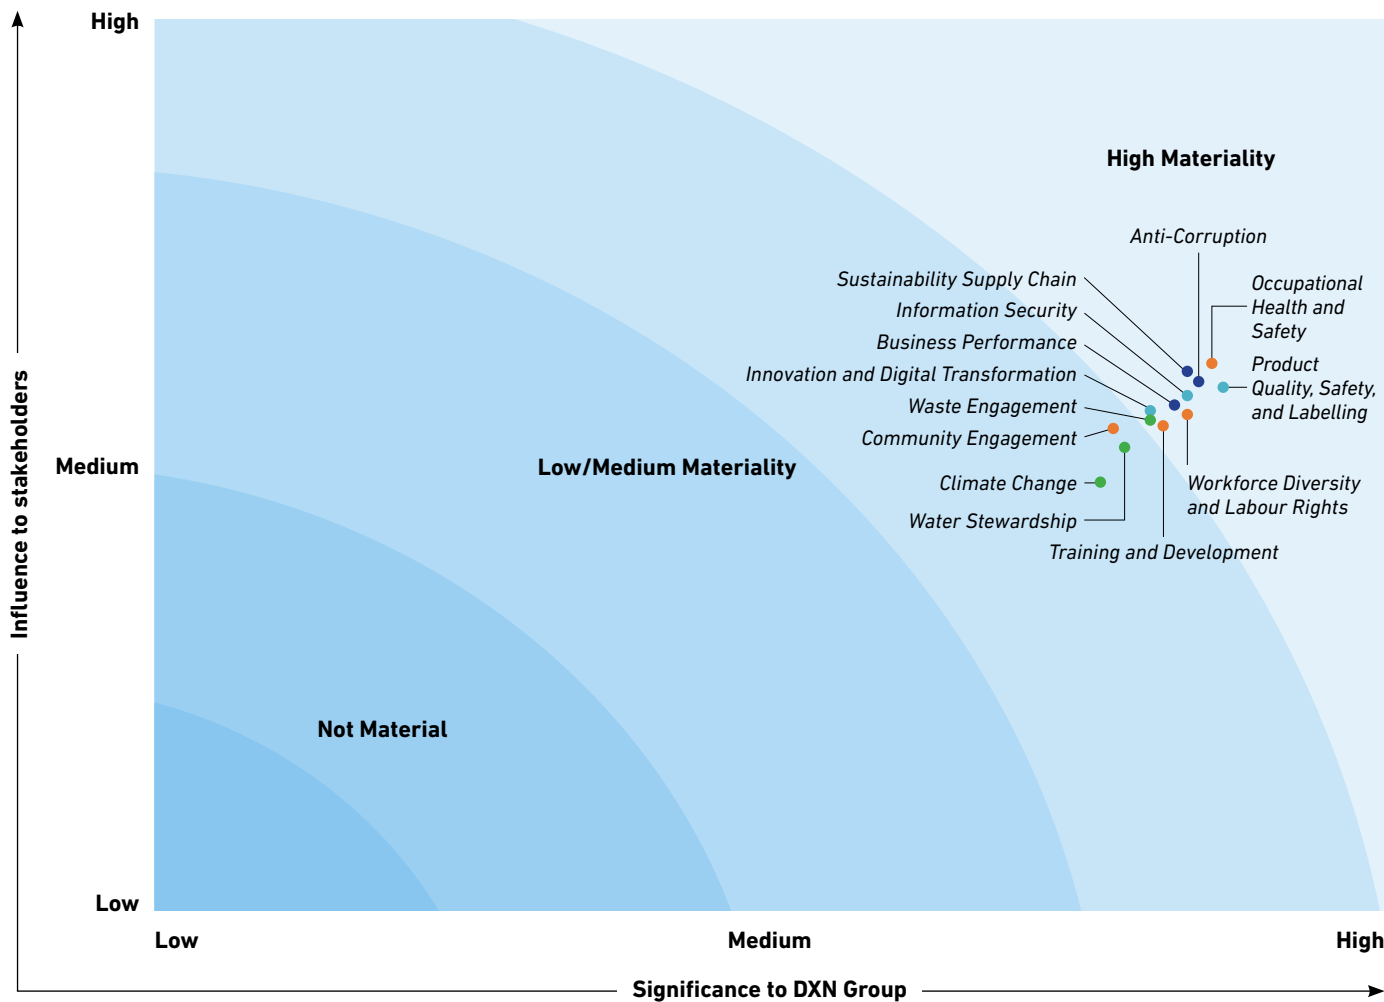 High
High Materiality
Anti-Corruption
Sustainability Supply Chain
Occupational
Health and
Safety
Information Security
Business Performance
Product
Quality, Safety,
and Labelling
Innovation and Digital Transformation
Waste Engagement
Community Engagement
Influence to stakeholders
Medium
Low/Medium Materiality
Climate Change
Workforce Diversity
and Labour Rights
Water Stewardship
Training and Development
Not Material
Low
Low
Medium
High
Significance to DXN Group